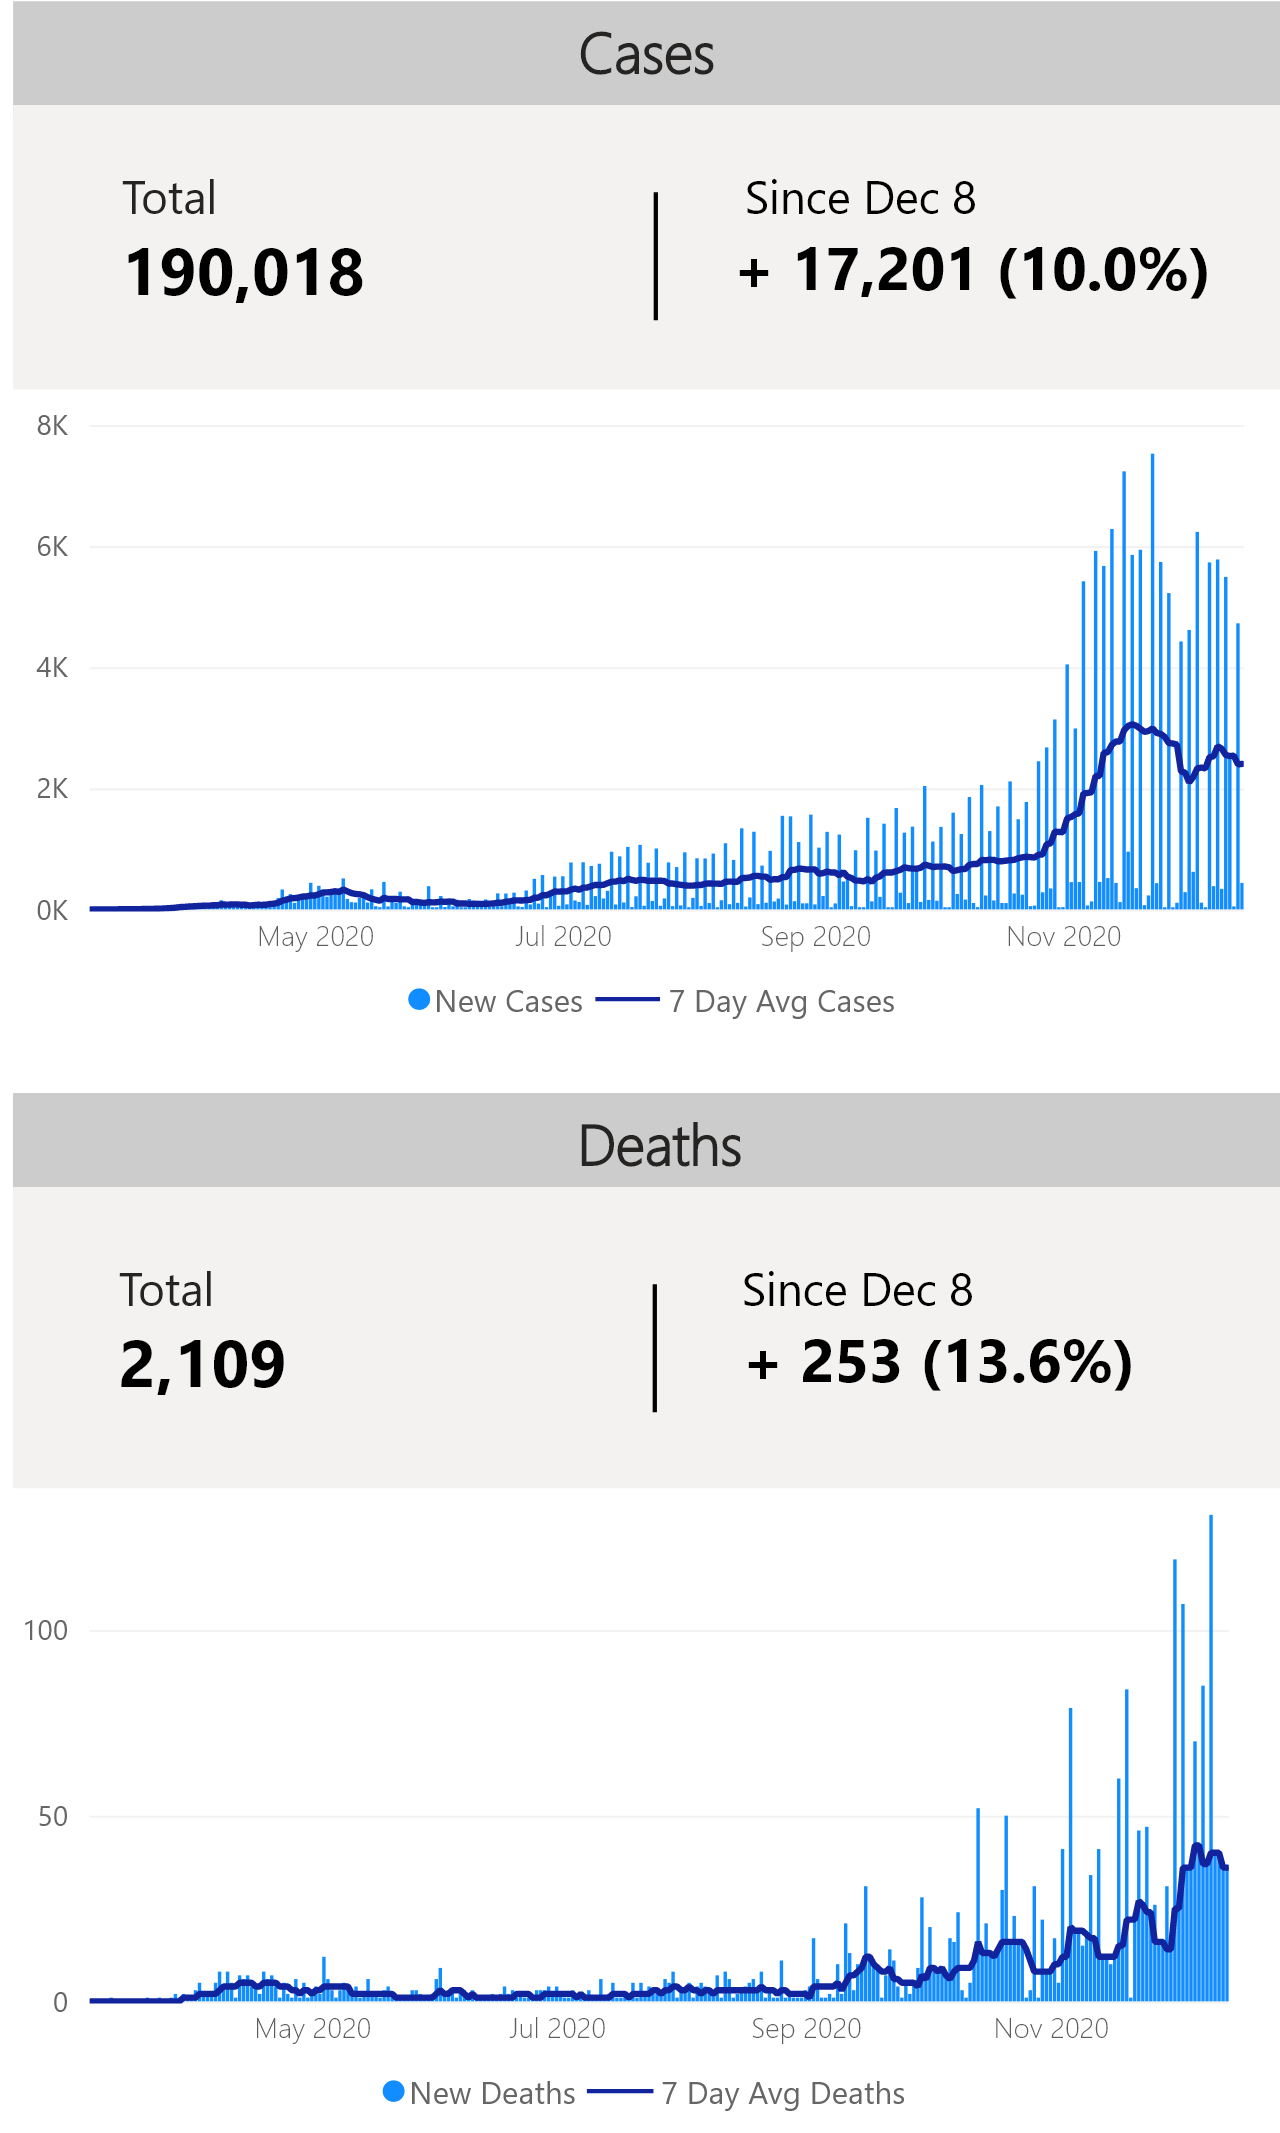 Cases
Total
Since Dec 8
190,018
+ 17,201 (10.0%)
8K
6K
4K
2K
0K
May 2020
Jul 2020
Sep 2020
Nov 2020
New Cases
7 Day Avg Cases
Deaths
Total
Since Dec 8
2,109
+ 253 (13.6%)
100
50
0
May 2020
Jul 2020
Sep 2020
Nov 2020
New Deaths
7 Day Avg Deaths